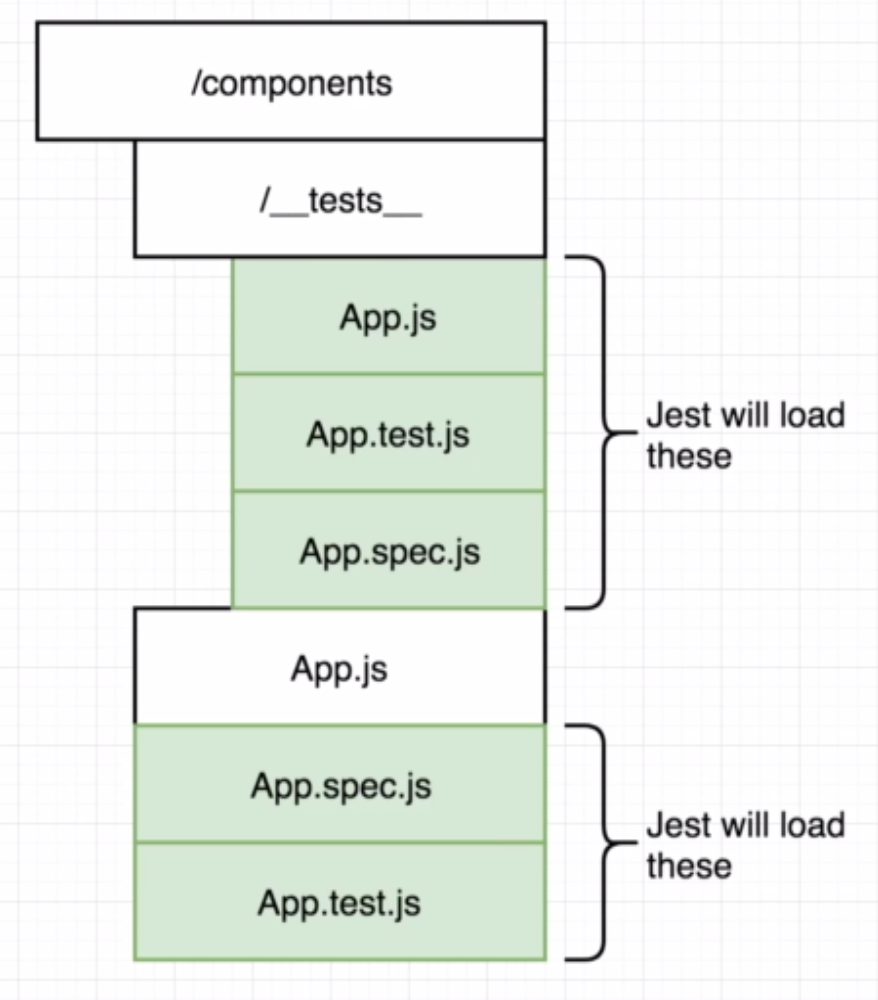 /components
/__tests__
App.js
App.test.js
App.spec.js
Jest will load
these
App.js
App.spec.js
App.test.js
Jest will load
these